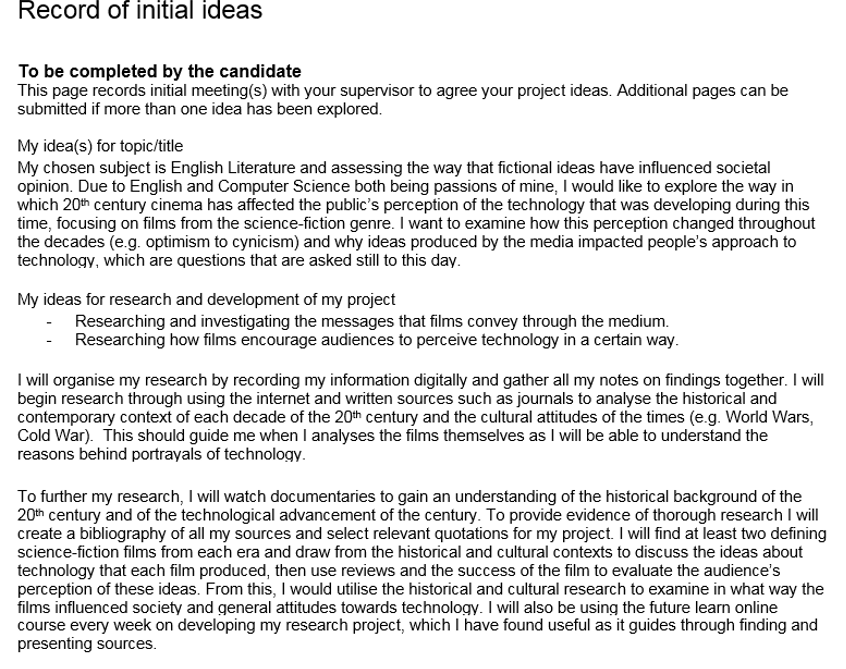 Record of initial ideas
To be completed by the candidate
This page records initial meeting(s) with your supervisor to agree your project ideas. Additional pages can be
submitted if more than one idea has been explored.
My idea(s) for topic/title
My chosen subject is English Literature and assessing the way that fictional ideas have influenced societal
opinion. Due to English and Computer Science both being passions of mine, I would like to explore the way in
which 20th century cinema has affected the public's perception of the technology that was developing during this
time, focusing on films from the science-fiction genre. I want to examine how this perception changed throughout
the decades (e.g. optimism to cynicism) and why ideas produced by the media impacted people's approach to
technology, which are questions that are asked still to this day.
My ideas for research and development of my project
- Researching and investigating the messages that films convey through the medium.
- Researching how films encourage audiences to perceive technology in a certain way.
I will organise my research by recording my information digitally and gather all my notes on findings together. I will
begin research through using the internet and written sources such as journals to analyse the historical and
contemporary context of each decade of the 20th century and the cultural attitudes of the times (e.g. World Wars,
Cold War).  This should guide me when I analyses the films themselves as I will be able to understand the
reasons behind portrayals of technology.
To further my research, I will watch documentaries to gain an understanding of the historical background of the
20th century and of the technological advancement of the century. To provide evidence of thorough research I will
create a bibliography of all my sources and select relevant quotations for my project. I will find at least two defining
science-fiction films from each era and draw from the historical and cultural contexts to discuss the ideas about
technology that each film produced, then use reviews and the success of the film to evaluate the audience's
perception of these ideas. From this, I would utilise the historical and cultural research to examine in what way the
films influenced society and general attitudes towards technology. I will also be using the future learn online
course every week on developing my research project, which I have found useful as it guides through finding and
presenting sources.